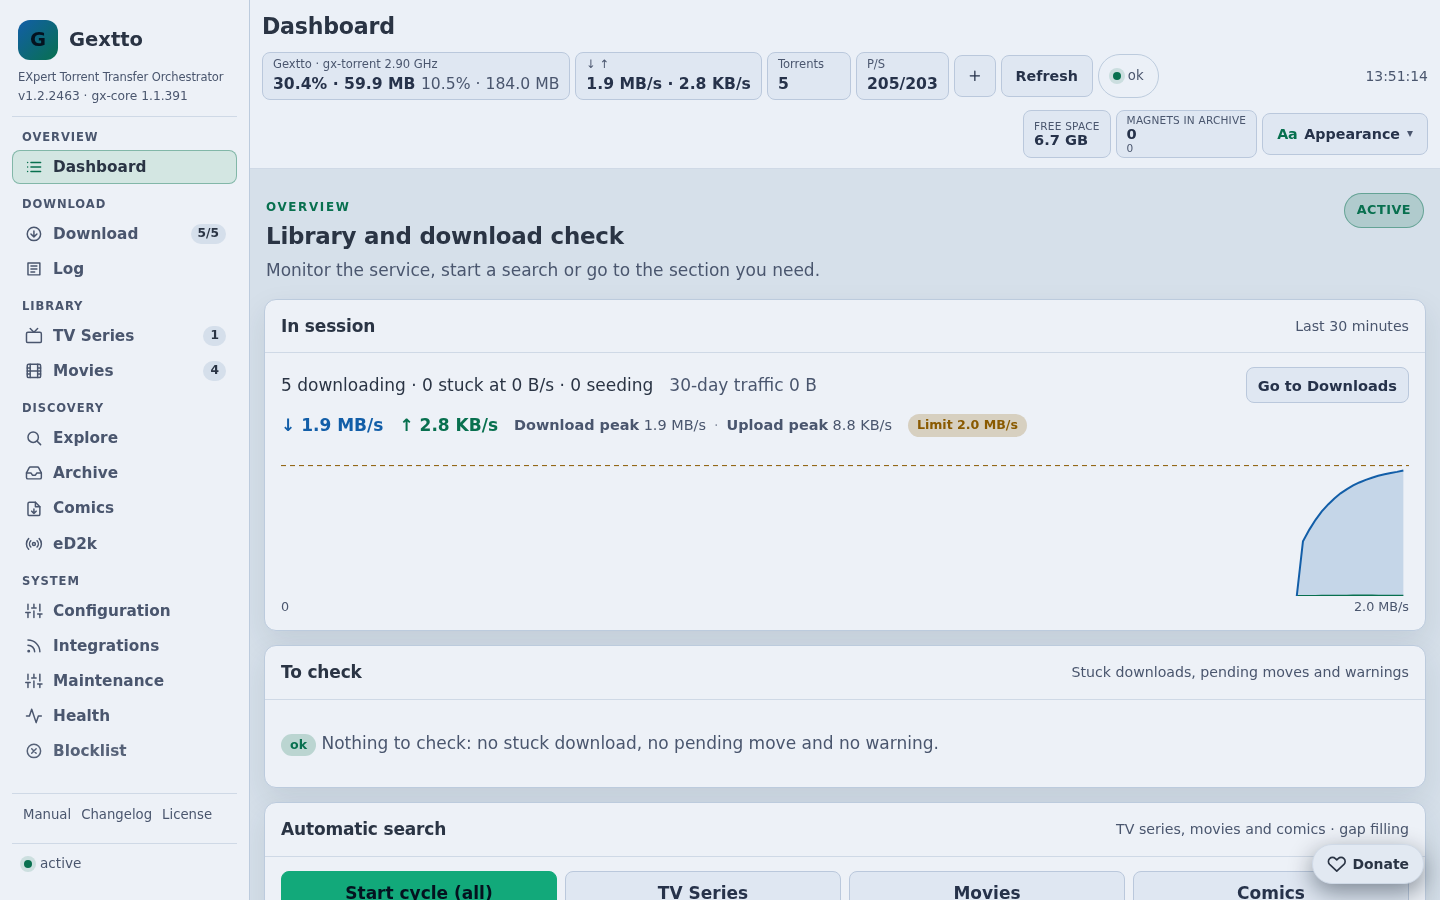 G Gextto
EXpert Torrent Transfer Orchestrator
v1.2.2463 · gx-core 1.1.391
OVERVIEW
Dashboard
DOWNLOAD
Download 5/5
Log
LIBRARY
TV Series 1
Movies 4
DISCOVERY
Explore
Archive
Comics
eD2k
SYSTEM
Configuration
Integrations
Maintenance
Health
Blocklist
Manual Changelog License
active
Dashboard
Gextto · gx-torrent 2.90 GHz
30.4% · 59.9 MB 10.5% · 184.0 MB
↓ ↑
1.9 MB/s · 2.8 KB/s
Torrents
5
P/S
205/203
+
Refresh
ok
13:51:14
FREE SPACE
6.7 GB
MAGNETS IN ARCHIVE
0
0
Aa Appearance ▾
OVERVIEW
ACTIVE
Library and download check
Monitor the service, start a search or go to the section you need.
In session
Last 30 minutes
5 downloading · 0 stuck at 0 B/s · 0 seeding 30-day traffic 0 B
Go to Downloads
↓ 1.9 MB/s ↑ 2.8 KB/s Download peak 1.9 MB/s · Upload peak 8.8 KB/s Limit 2.0 MB/s
0
2.0 MB/s
To check
Stuck downloads, pending moves and warnings
ok Nothing to check: no stuck download, no pending move and no warning.
Automatic search
TV series, movies and comics · gap filling
Start cycle (all)
TV Series
Movies
Comics
Donate